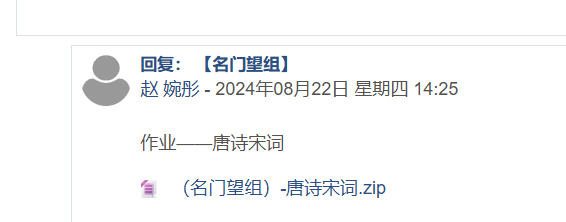 回复：【名门望组】
赵 婉彤 - 2024年08月22日 星期四 14:25
作业——唐诗宋词
（名门望组）-唐诗宋词.zip